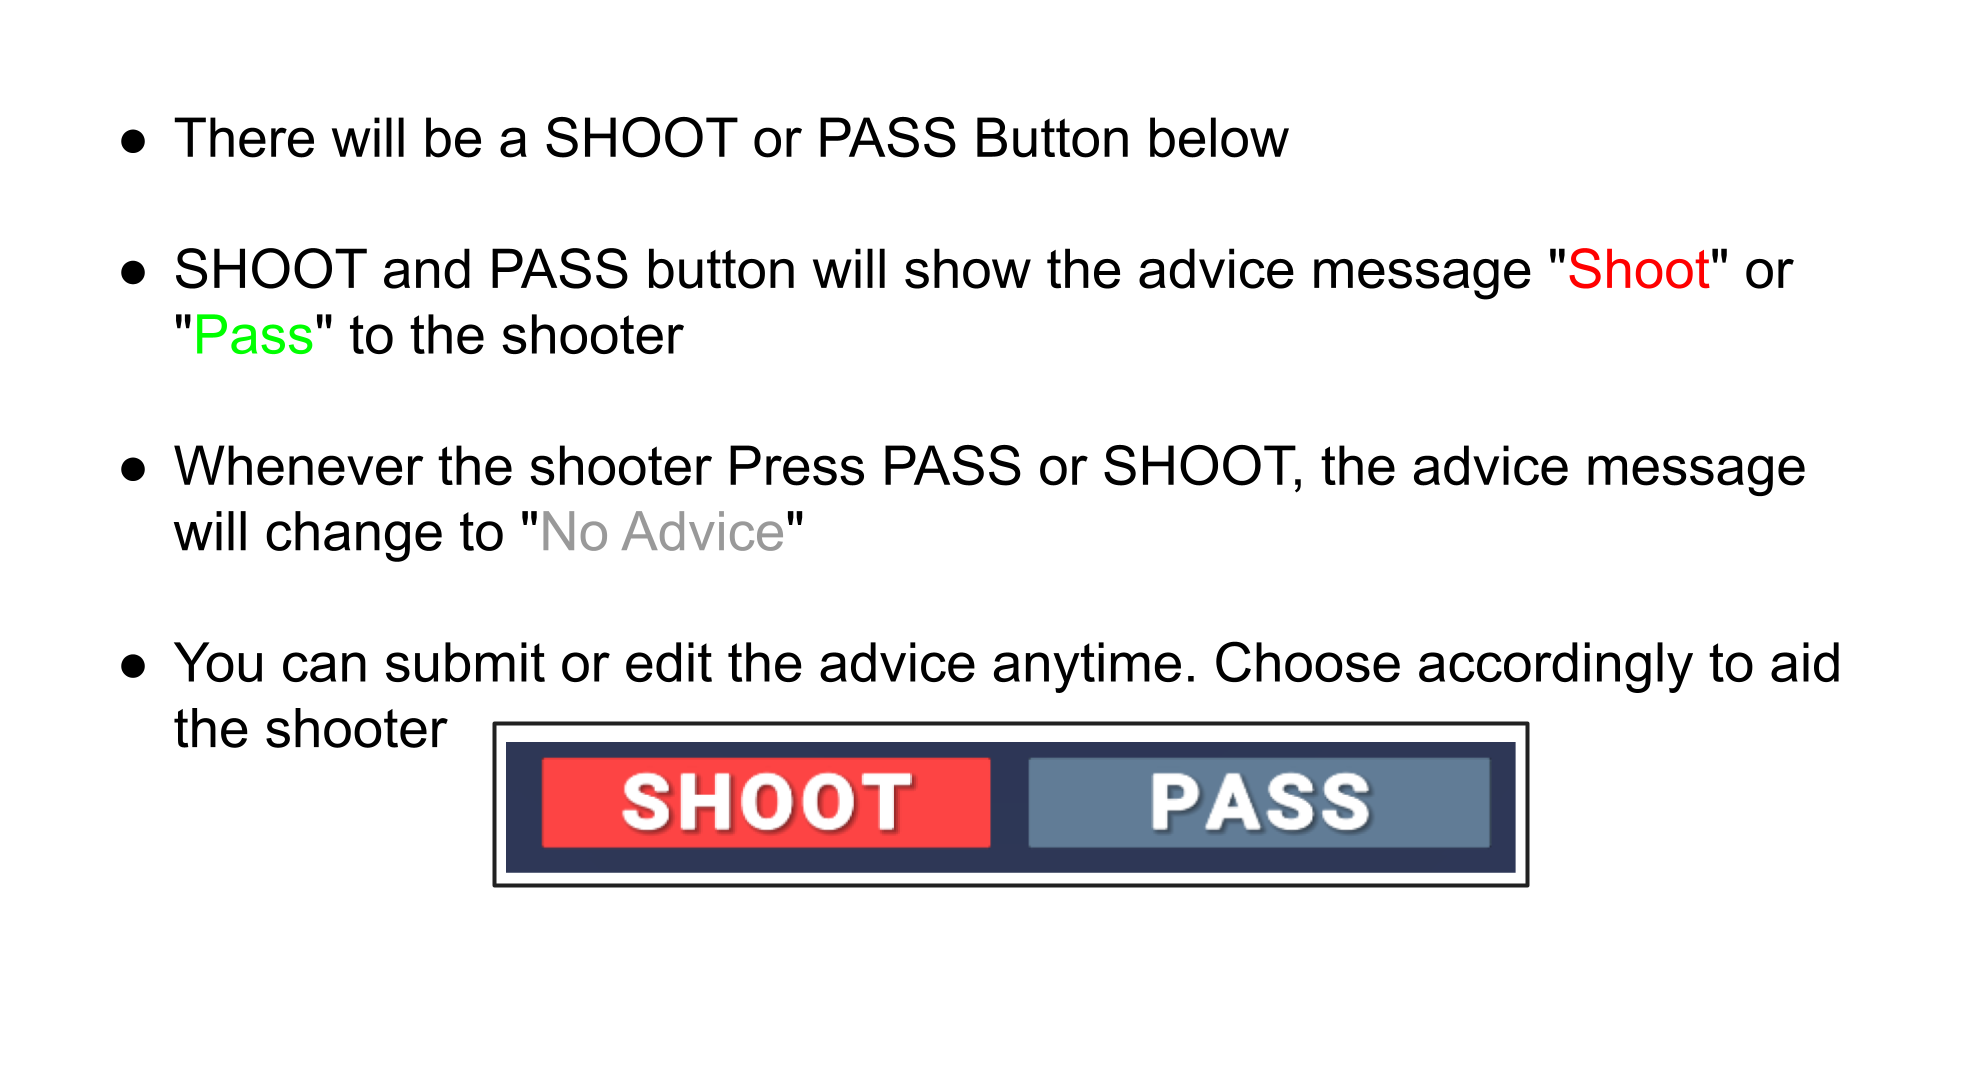 ● There will be a SHOOT or PASS Button below
● SHOOT and PASS button will show the advice message "Shoot" or
"Pass" to the shooter
● Whenever the shooter Press PASS or SHOOT, the advice message
will change to "No Advice"
● You can submit or edit the advice anytime. Choose accordingly to aid
the shooter
SHOOT PASS